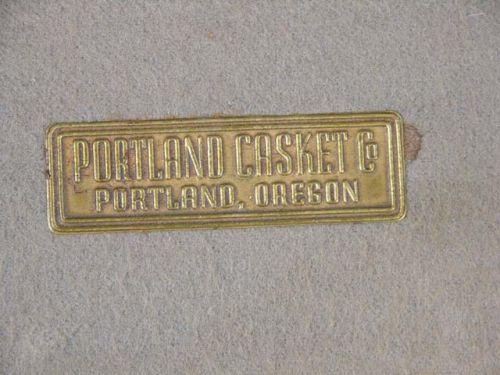 PORTLAND CASKET Co
PORTLAND, OREGON